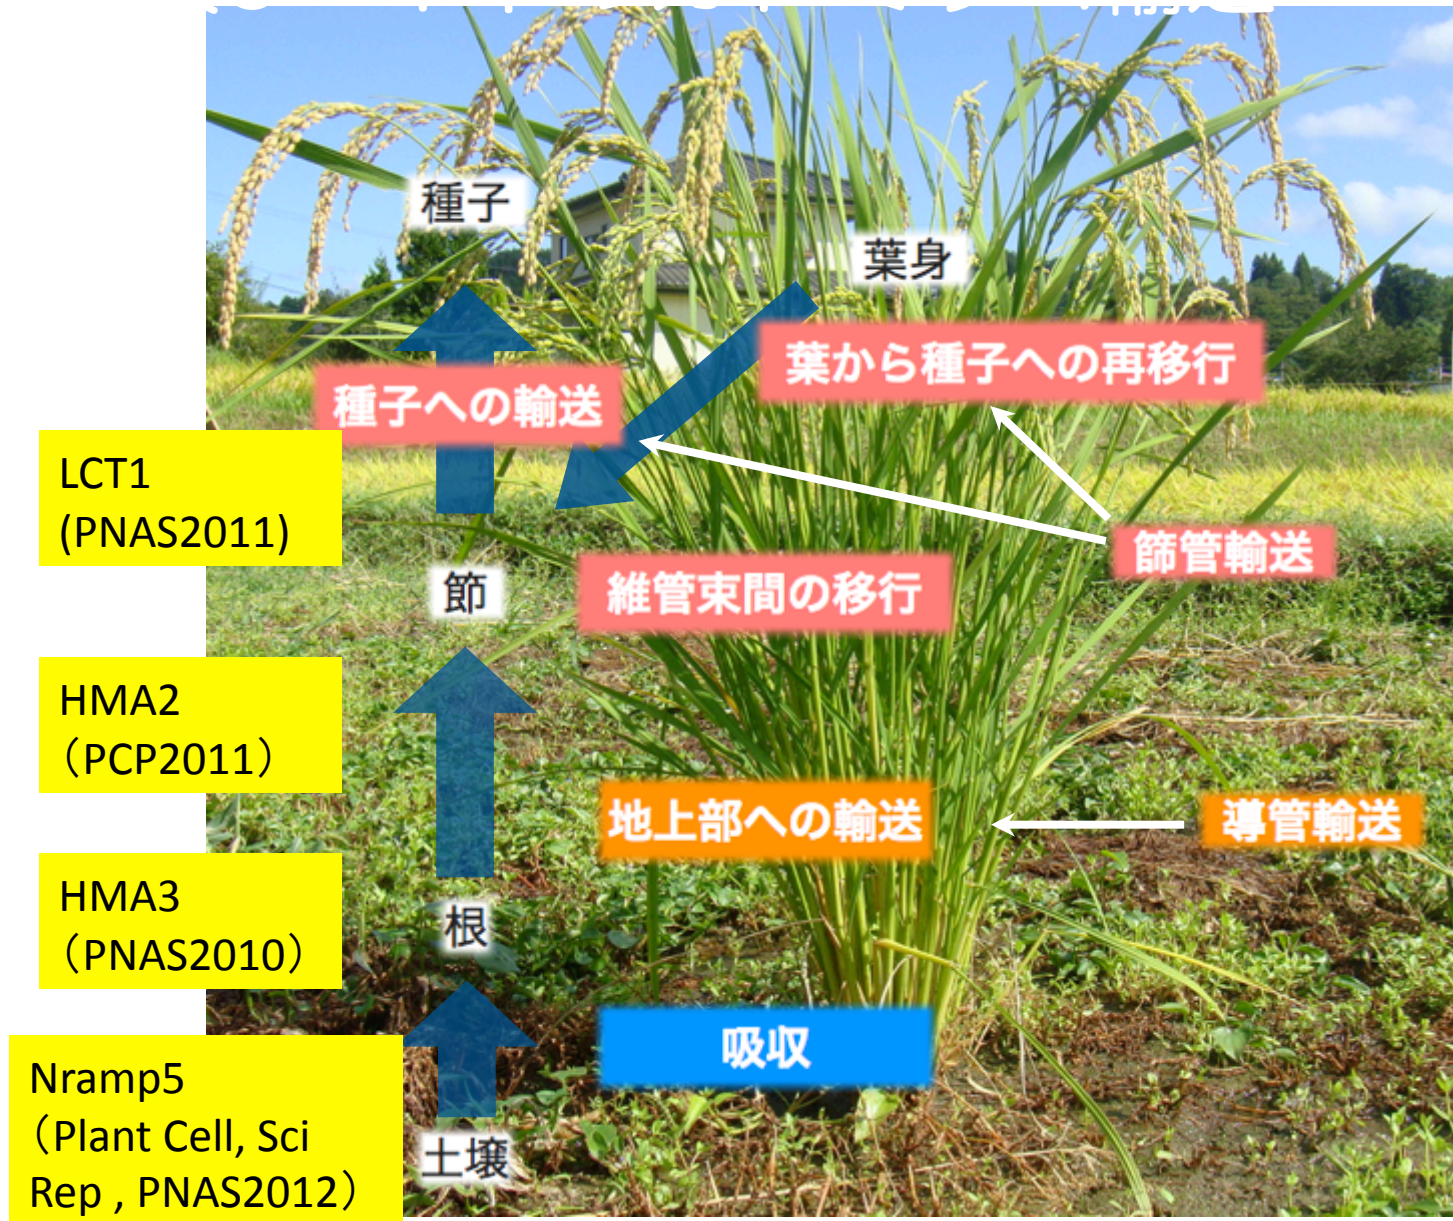 種子
葉身
葉から種子への再移行
種子への輸送
LCT1
(PNAS2011)
篩管輸送
節
維管束間の移行
HMA2
（PCP2011）
地上部への輸送
導管輸送
HMA3
（PNAS2010）
根
吸収
Nramp5
（Plant Cell, Sci
Rep , PNAS2012）
土壌